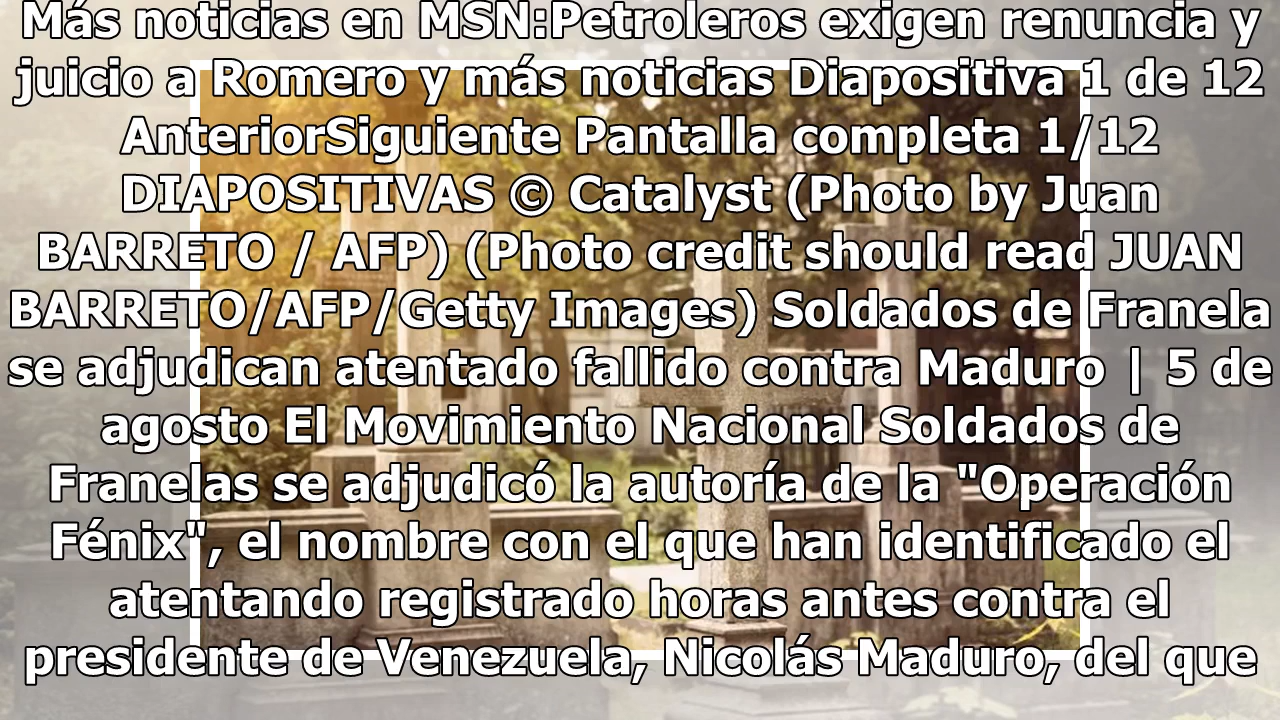 Más noticias en MSN:Petroleros exigen renuncia y
juicio a Romero y más noticias Diapositiva 1 de 12
AnteriorSiguiente Pantalla completa 1/12
DIAPOSITIVAS © Catalyst (Photo by Juan
BARRETO / AFP) (Photo credit should read JUAN
BARRETO/AFP/Getty Images) Soldados de Franela
se adjudican atentado fallido contra Maduro | 5 de
agosto El Movimiento Nacional Soldados de
Franelas se adjudicó la autoría de la "Operación
Fénix", el nombre con el que han identificado el
atentando registrado horas antes contra el
presidente de Venezuela, Nicolás Maduro, del que